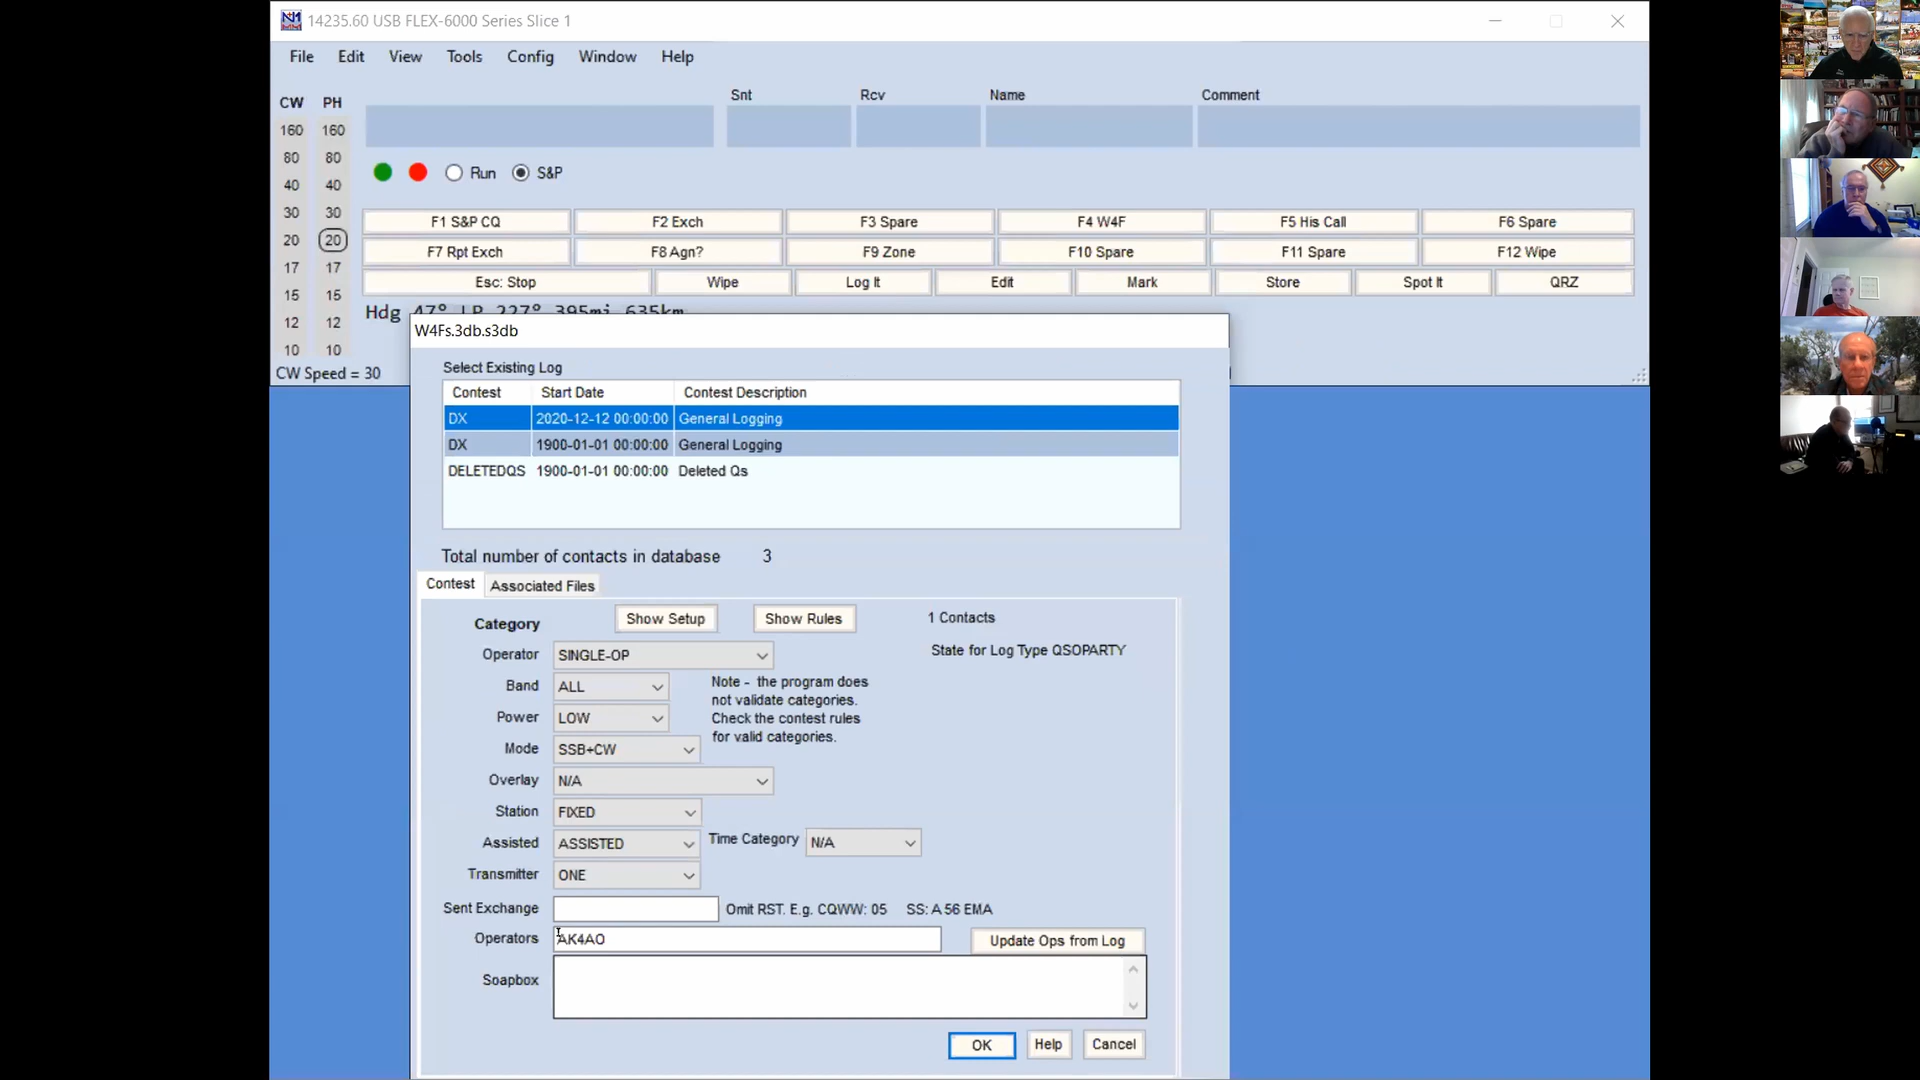 14235.60 USB FLEX-6000 Series Slice 1
File Edit View Tools Config Window Help
Snt Rcv Name Comment
CW PH
160 160
80 80
40 40
30 30
20 20
17 17
15 15
12 12
10 10
CW Speed = 30
Run S&P
F1 S&P CQ F2 Exch F3 Spare F4 W4F F5 His Call F6 Spare
F7 Rpt Exch F8 Agn? F9 Zone F10 Spare F11 Spare F12 Wipe
Esc: Stop Wipe Log It Edit Mark Store Spot It QRZ
Hdg 47° LP 227° 395mi 635km
W4Fs.3db.s3db
Select Existing Log
Contest Start Date Contest Description
DX 2020-12-12 00:00:00 General Logging
DX 1900-01-01 00:00:00 General Logging
DELETEDQS 1900-01-01 00:00:00 Deleted Qs
Total number of contacts in database 3
Contest Associated Files
Category Show Setup Show Rules 1 Contacts
Operator SINGLE-OP State for Log Type QSOPARTY
Band ALL
Note - the program does
not validate categories.
Check the contest rules
for valid categories.
Power LOW
Mode SSB+CW
Overlay N/A
Station FIXED
Assisted ASSISTED Time Category N/A
Transmitter ONE
Sent Exchange Omit RST. E.g. CQWW: 05 SS: A 56 EMA
Operators AK4AO Update Ops from Log
Soapbox
OK Help Cancel